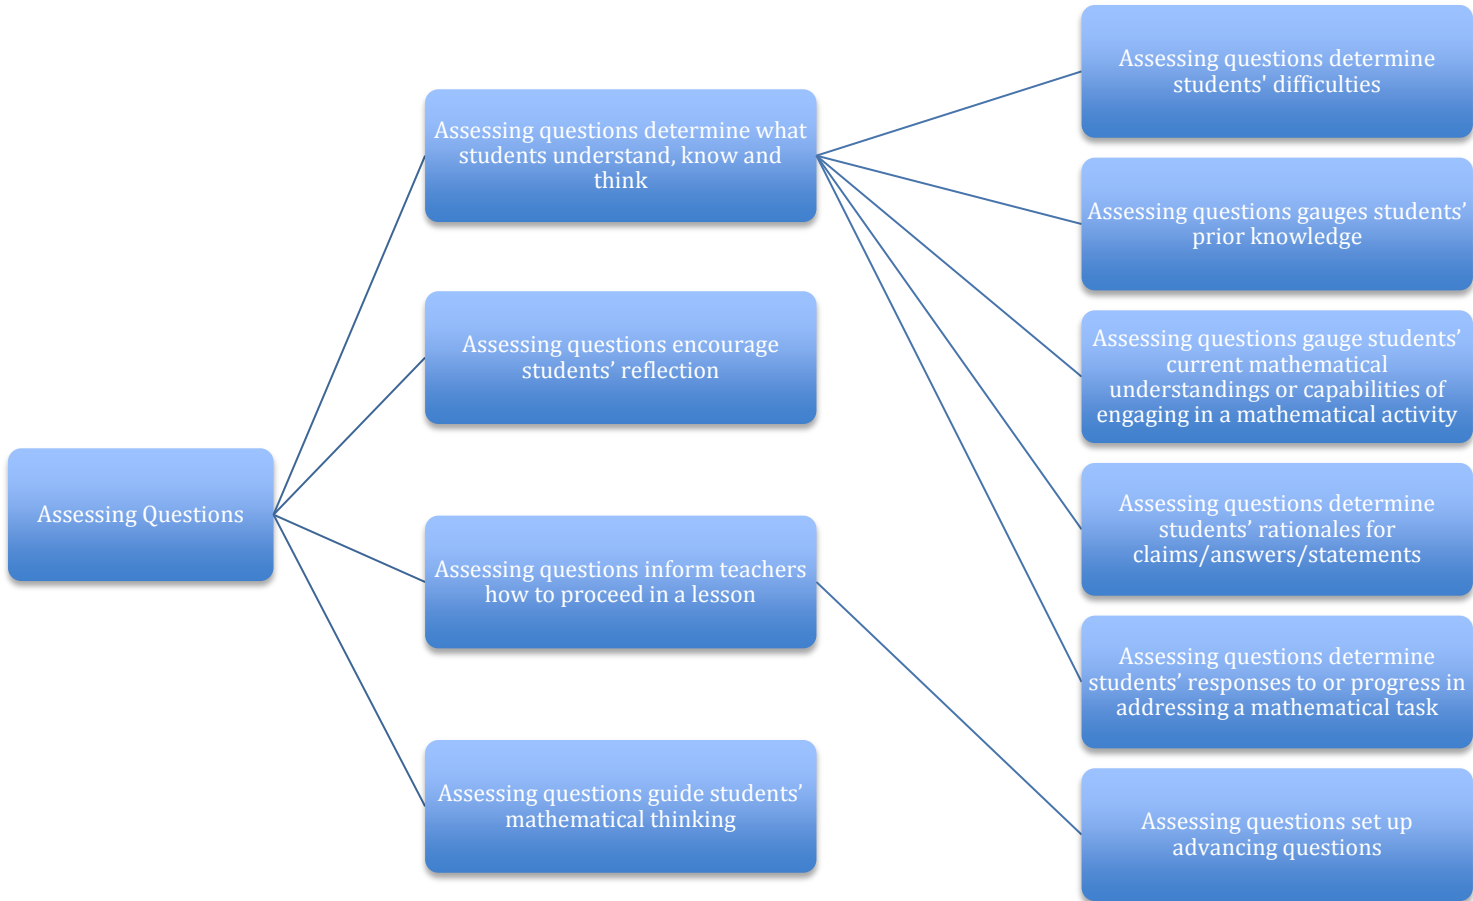 Assessing Questions
Assessing questions determine what
students understand, know and
think
Assessing questions encourage
students’ reflection
Assessing questions inform teachers
how to proceed in a lesson
Assessing questions guide students’
mathematical thinking
Assessing questions determine
students' difficulties
Assessing questions gauges students’
prior knowledge
Assessing questions gauge students’
current mathematical
understandings or capabilities of
engaging in a mathematical activity
Assessing questions determine
students’ rationales for
claims/answers/statements
Assessing questions determine
students’ responses to or progress in
addressing a mathematical task
Assessing questions set up
advancing questions